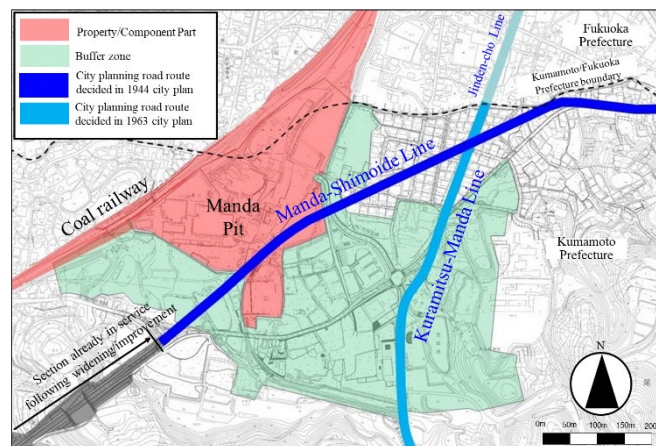 Property/Component Part
Buffer zone
City planning road route
decided in 1944 city plan
City planning road route
decided in 1963 city plan
Fukuoka
Prefecture
Kumamoto/Fukuoka
Prefecture boundary
Jinden-cho Line
Coal railway
Manda
Pit
Manda-Shimoide Line
Kuramitsu-Manda Line
Kumamoto
Prefecture
Section already in service
following widening/improvement
N
0m 50m 100m 150m 200